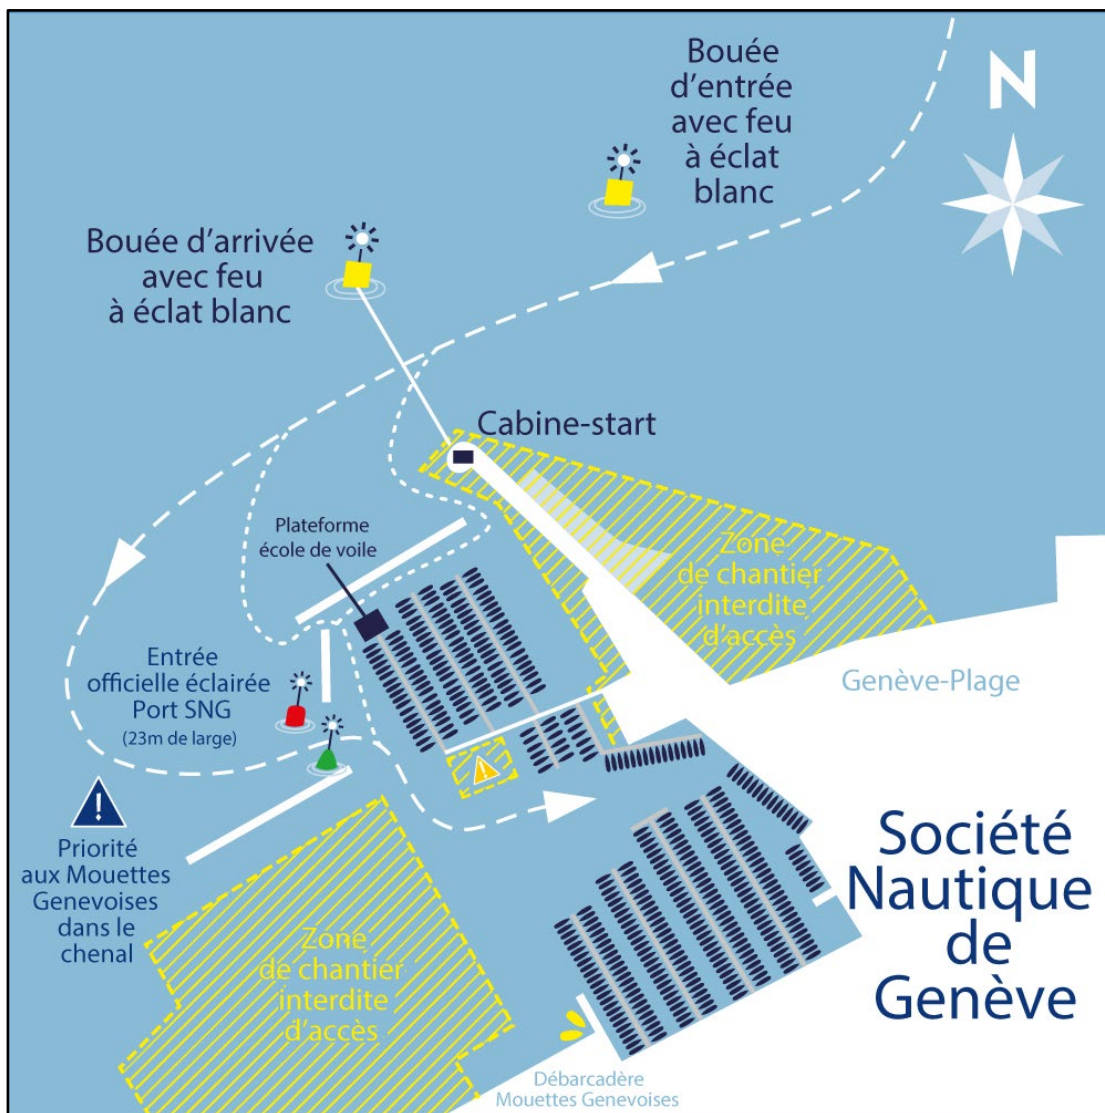 Bouée
d'entrée
avec feu
à éclat
blanc
N
Bouée d'arrivée
avec feu
à éclat blanc
Cabine-start
Plateforme
école de voile
Zone
de chantier
interdite
d'accès
Entrée
officielle éclairée
Port SNG
(23m de large)
Genève-Plage
!
!
Priorité
aux Mouettes
Genevoises
dans le
chenal
Société
Nautique
de
Genève
Zone
de chantier
interdite
d'accès
Débarcadère
Mouettes Genevoises